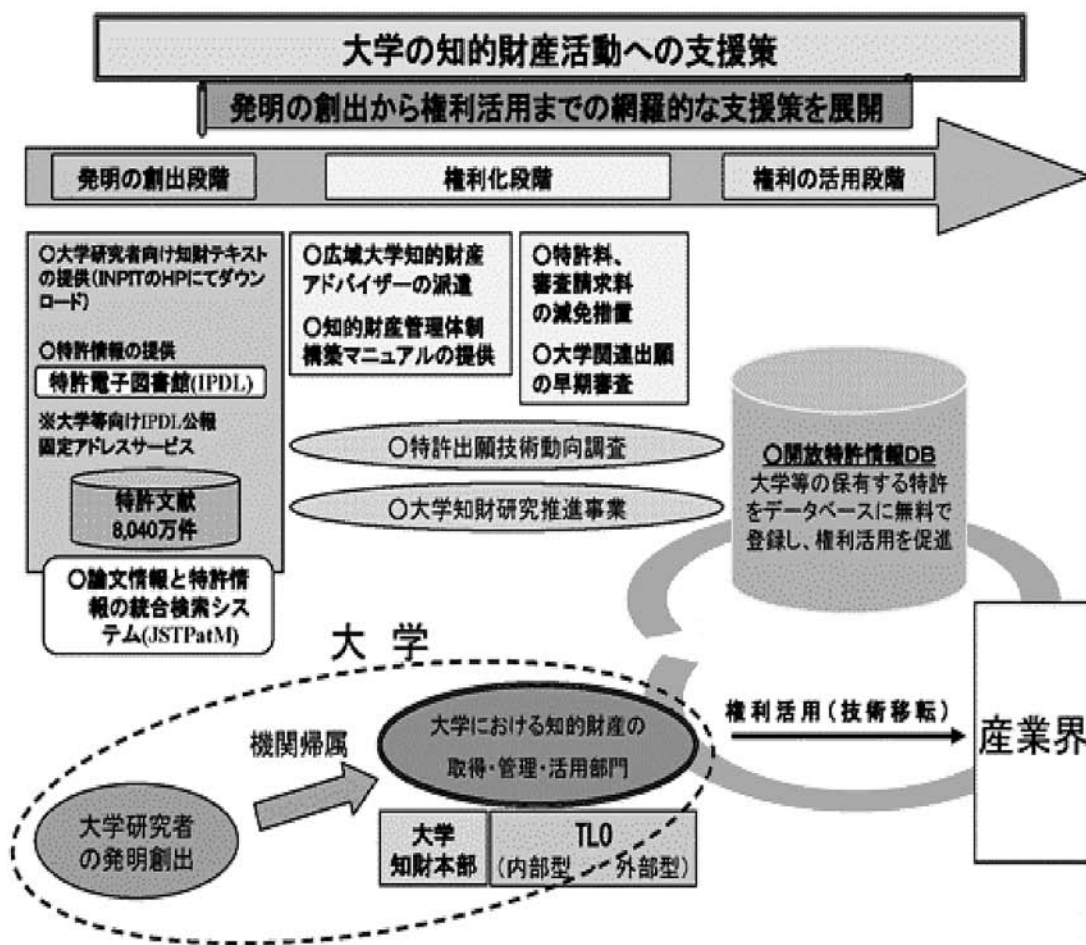 大学の知的財産活動への支援策
発明の創出から権利活用までの網羅的な支援策を展開
発明の創出段階
権利化段階
権利の活用段階
〇大学研究者向け知財テキスト
の提供(INPITのHPにてダウン
ロード)
〇特許情報の提供
特許電子図書館(IPDL)
※大学等向けIPDL公報
固定アドレスサービス
特許文献
8,040万件
〇論文情報と特許情
報の統合検索シス
テム(JSTPatM)
〇広域大学知的財産
アドバイザーの派遣
〇知的財産管理体制
構築マニュアルの提供
〇特許料、
審査請求料
の減免措置
〇大学関連出願
の早期審査
〇特許出願技術動向調査
〇大学知財研究推進事業
〇開放特許情報DB
大学等の保有する特許
をデータベースに無料で
登録し、権利活用を促進
大学
機関帰属
大学における知的財産の
取得・管理・活用部門
大学研究者
の発明創出
大学
知財本部
TLO
(内部型 ・ 外部型)
権利活用(技術移転)
産業界